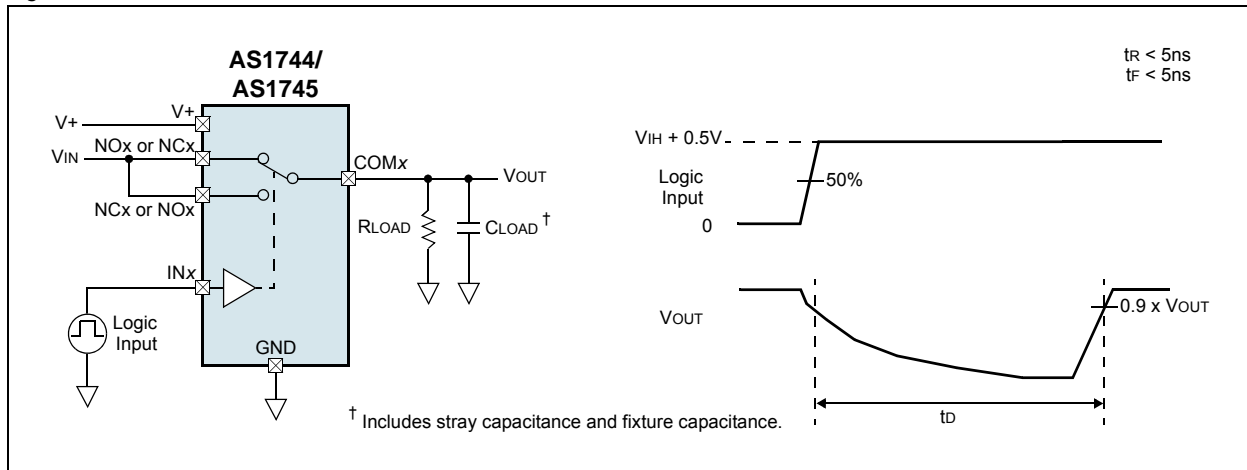 AS1744/
AS1745
V+
V+
NOx or NCx
VIN
COMx
VOUT
NCx or NOx
RLOAD
CLOAD †
INx
Logic
Input
GND
† Includes stray capacitance and fixture capacitance.
tR < 5ns
tF < 5ns
VIH + 0.5V
Logic
Input
50%
0
VOUT
0.9 x VOUT
tD